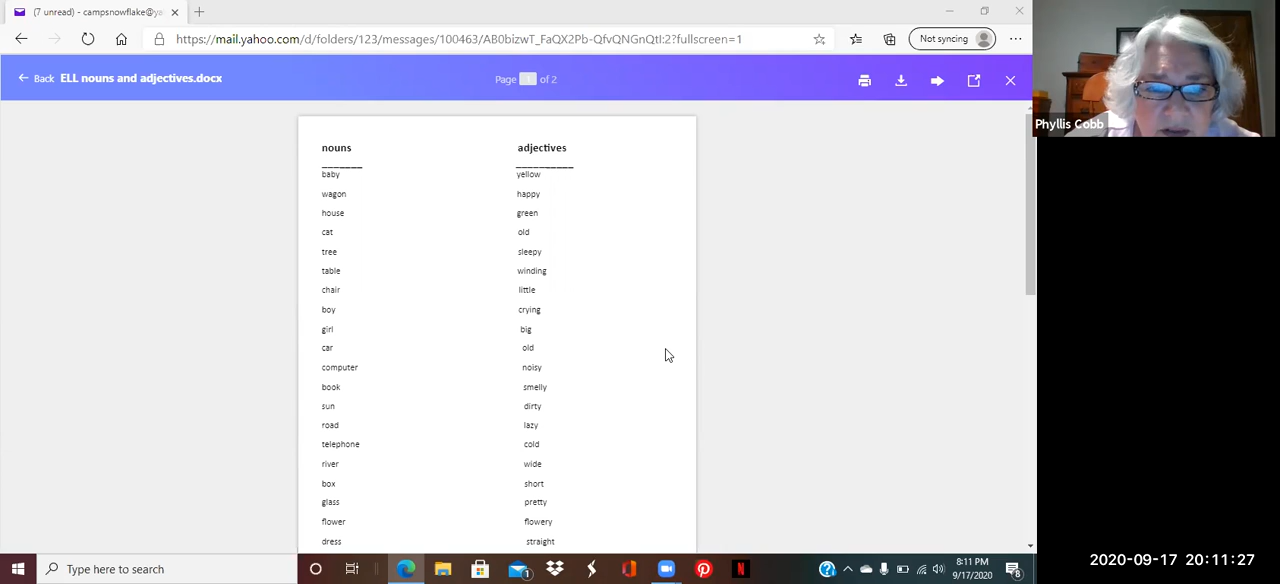 (7 unread) - campsnowflake@ya
https://mail.yahoo.com/d/folders/123/messages/100463/AB0bizwT_FaQX2Pb-QfvQNGnQtI:2?fullscreen=1
Not syncing
Back ELL nouns and adjectives.docx
Page 1 of 2
Phyllis Cobb
nouns adjectives
baby yellow
wagon happy
house green
cat old
tree sleepy
table winding
chair little
boy crying
girl big
car old
computer noisy
book smelly
sun dirty
road lazy
telephone cold
river wide
box short
glass pretty
flower flowery
dress straight
Type here to search
1
N
8:11 PM
9/17/2020
8
2020-09-17 20:11:27